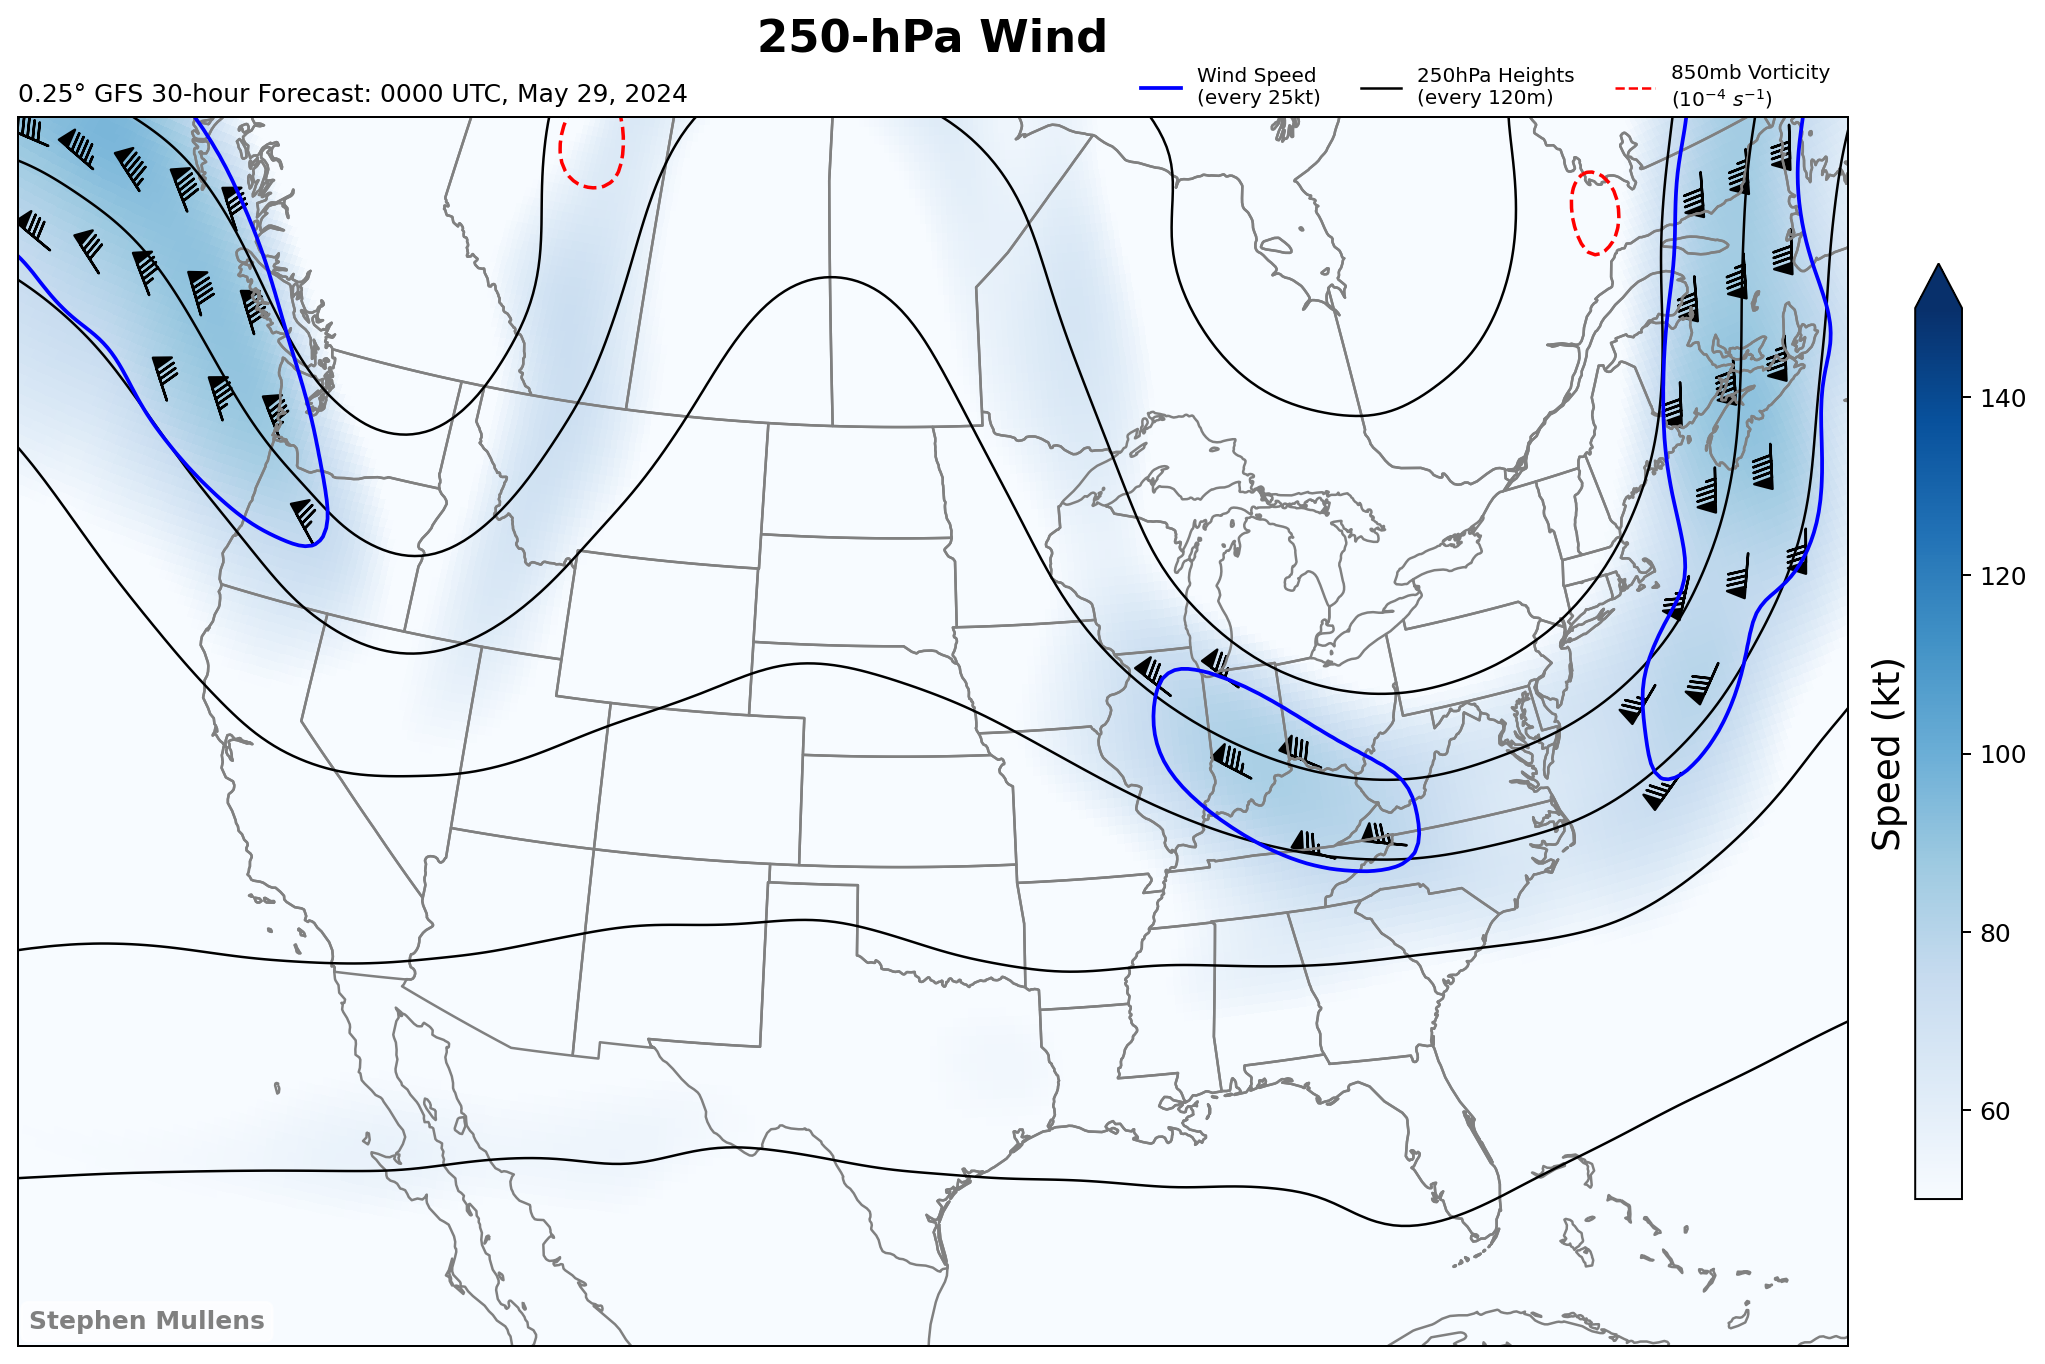 250-hPa Wind
0.25° GFS 30-hour Forecast: 0000 UTC, May 29, 2024
Wind Speed
(every 25kt)
250hPa Heights
(every 120m)
850mb Vorticity
(10⁻⁴ s⁻¹)
140
120
100
80
60
Speed (kt)
Stephen Mullens